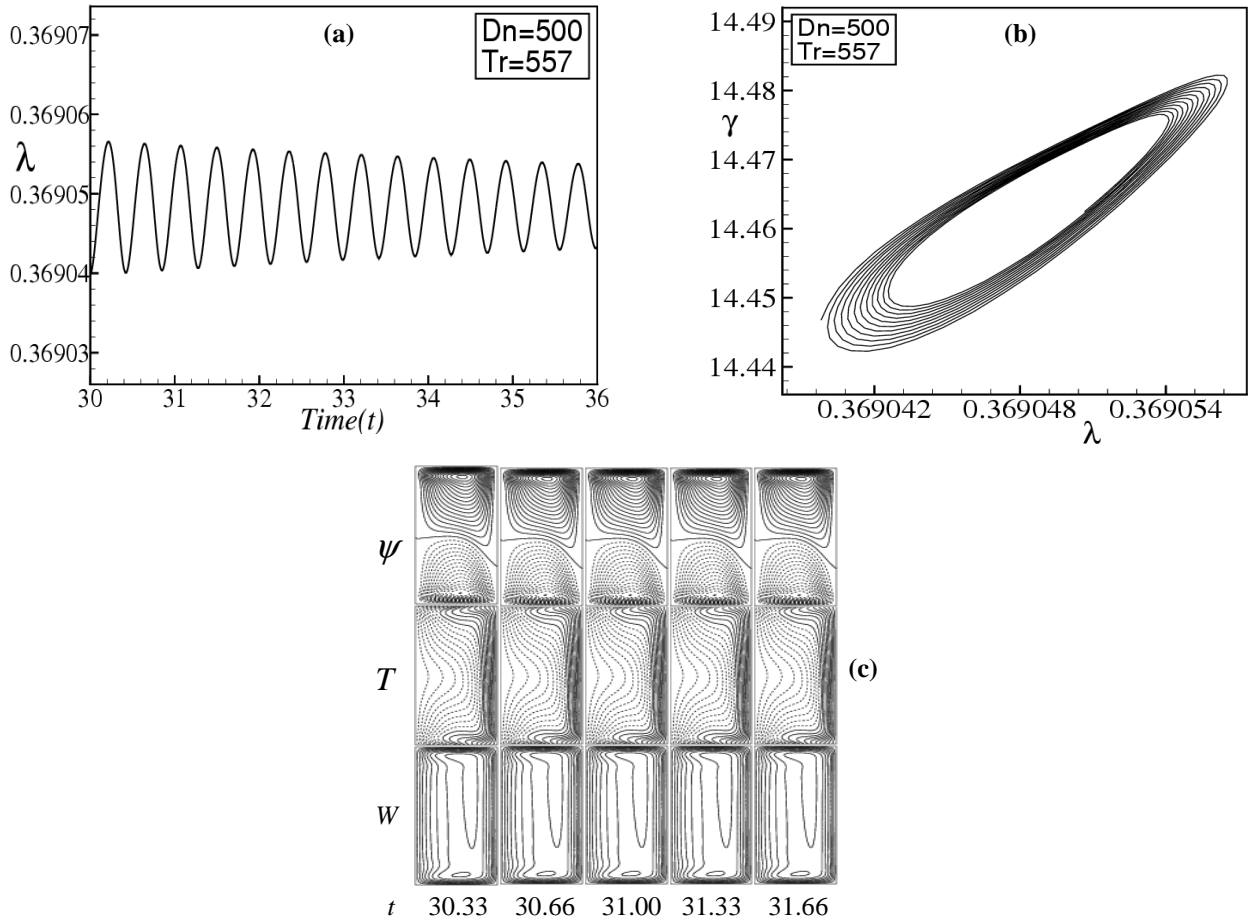 (a)
Dn=500
Tr=557
0.36907
0.36906
λ
0.36905
0.36904
0.36903
30 31 32 33 34 35 36
Time(t)
(b)
Dn=500
Tr=557
14.49
14.48
γ
14.47
14.46
14.45
14.44
0.369042 0.369048 0.369054
λ
ψ
T
(c)
W
t 30.33 30.66 31.00 31.33 31.66